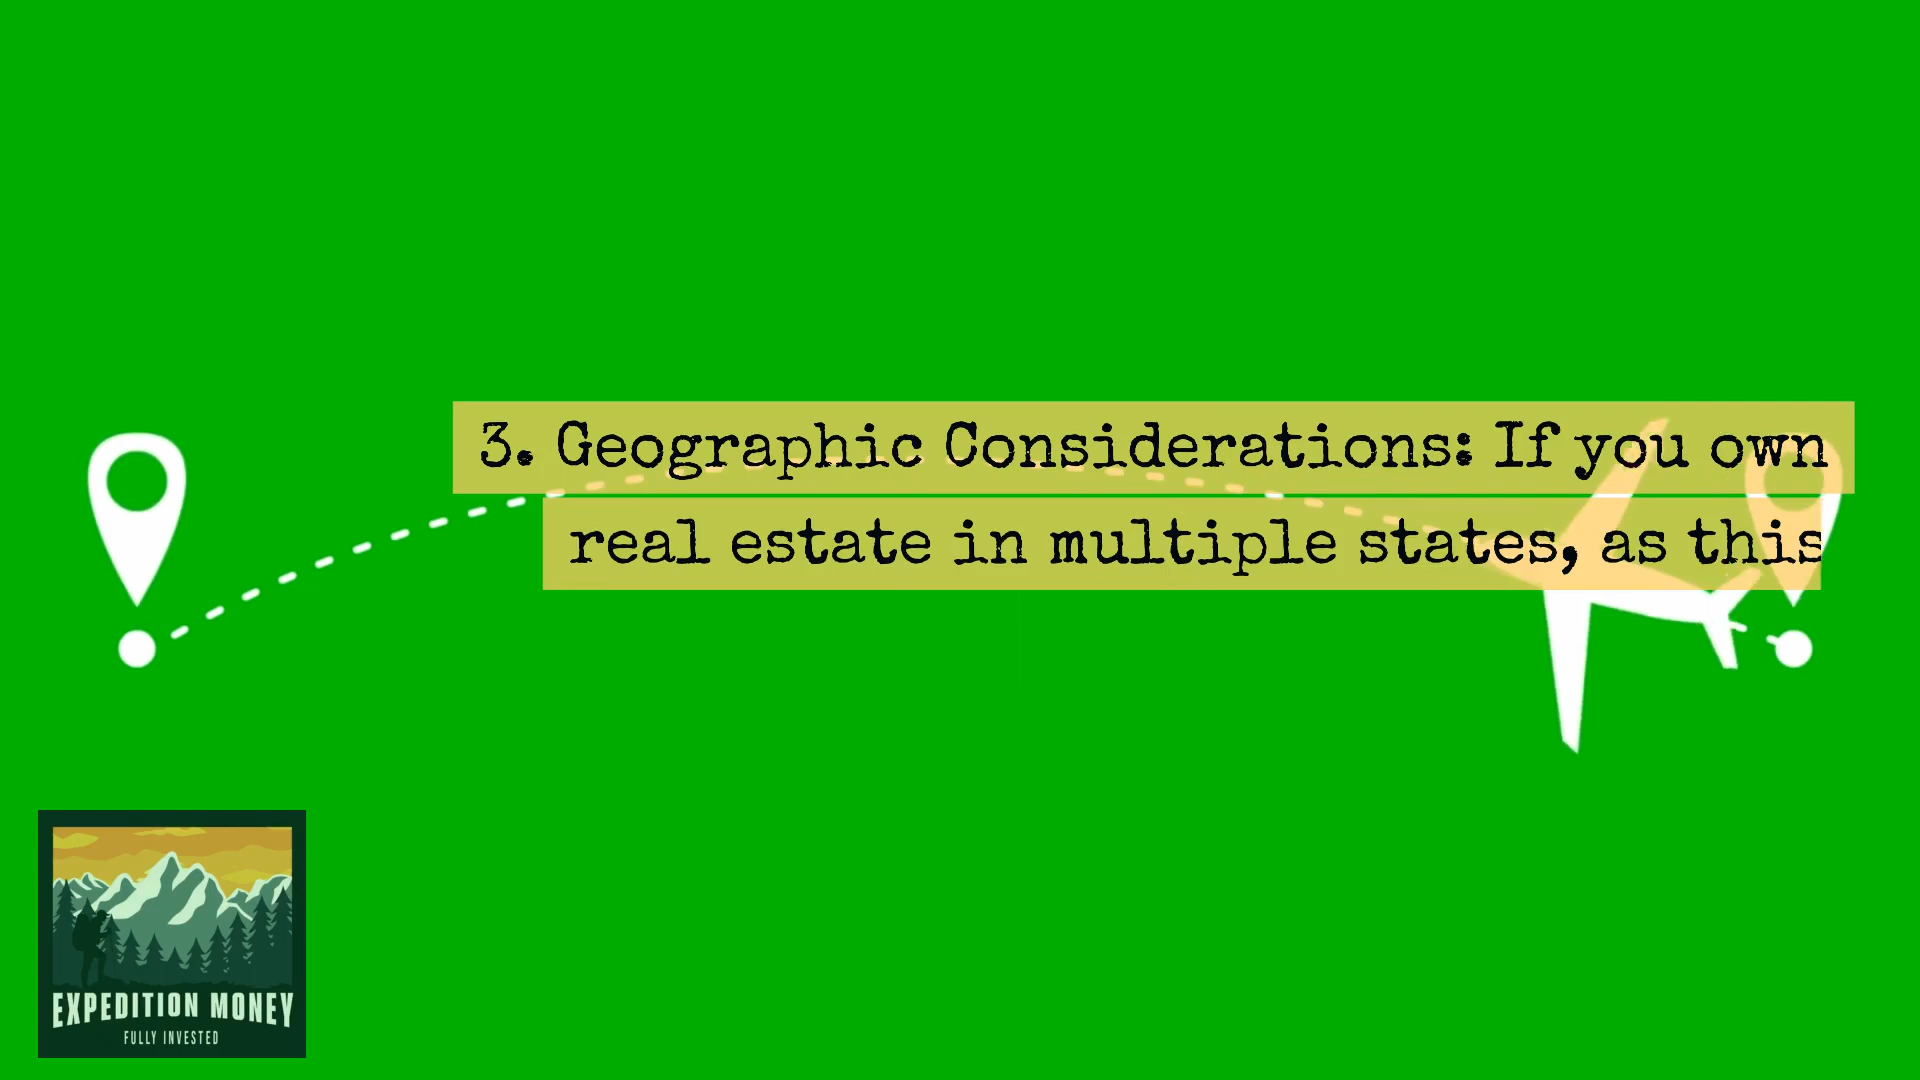 3. Geographic Considerations: If you own
real estate in multiple states, as this
EXPEDITION MONEY
FULLY INVESTED